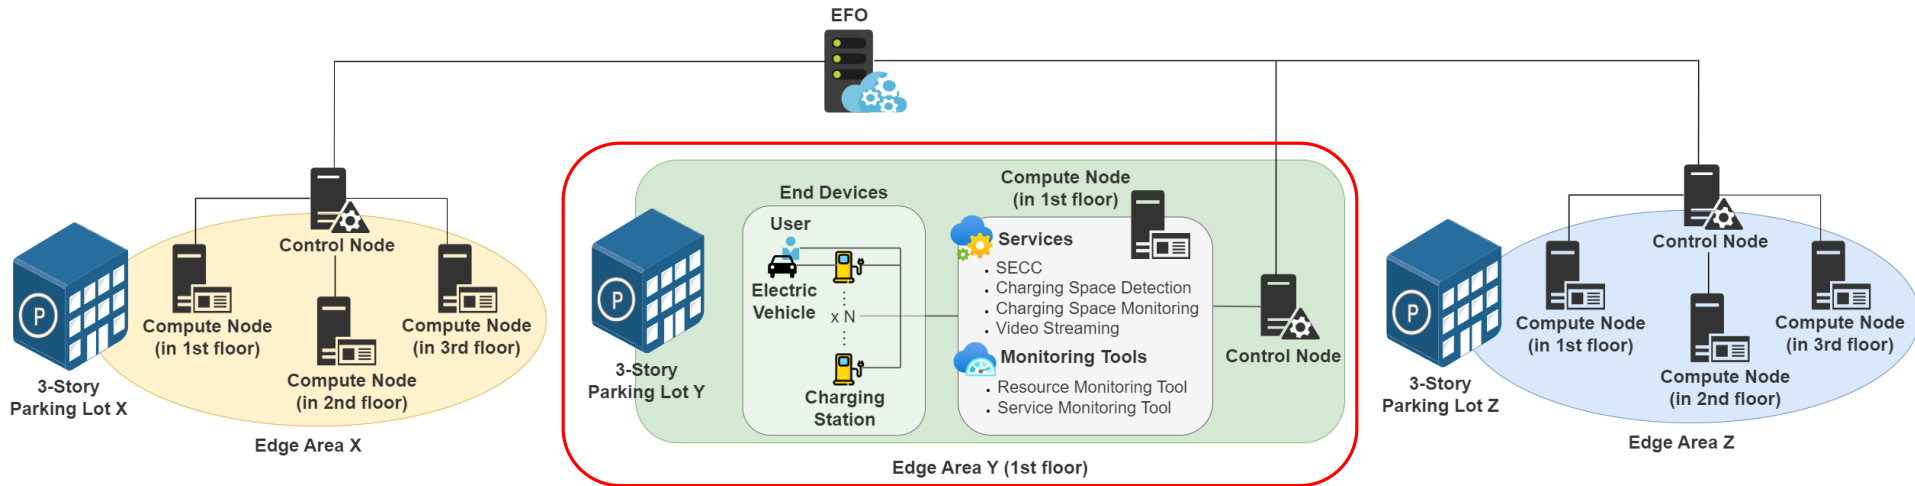 EFO
Control Node
P
Compute Node
(in 1st floor)
Compute Node
(in 2nd floor)
Compute Node
(in 3rd floor)
3-Story
Parking Lot X
Edge Area X
P
3-Story
Parking Lot Y
End Devices
User
Electric
Vehicle
x N
Charging
Station
Compute Node
(in 1st floor)
Services
• SECC
• Charging Space Detection
• Charging Space Monitoring
• Video Streaming
Monitoring Tools
• Resource Monitoring Tool
• Service Monitoring Tool
Control Node
Edge Area Y (1st floor)
P
3-Story
Parking Lot Z
Control Node
Compute Node
(in 1st floor)
Compute Node
(in 2nd floor)
Compute Node
(in 3rd floor)
Edge Area Z